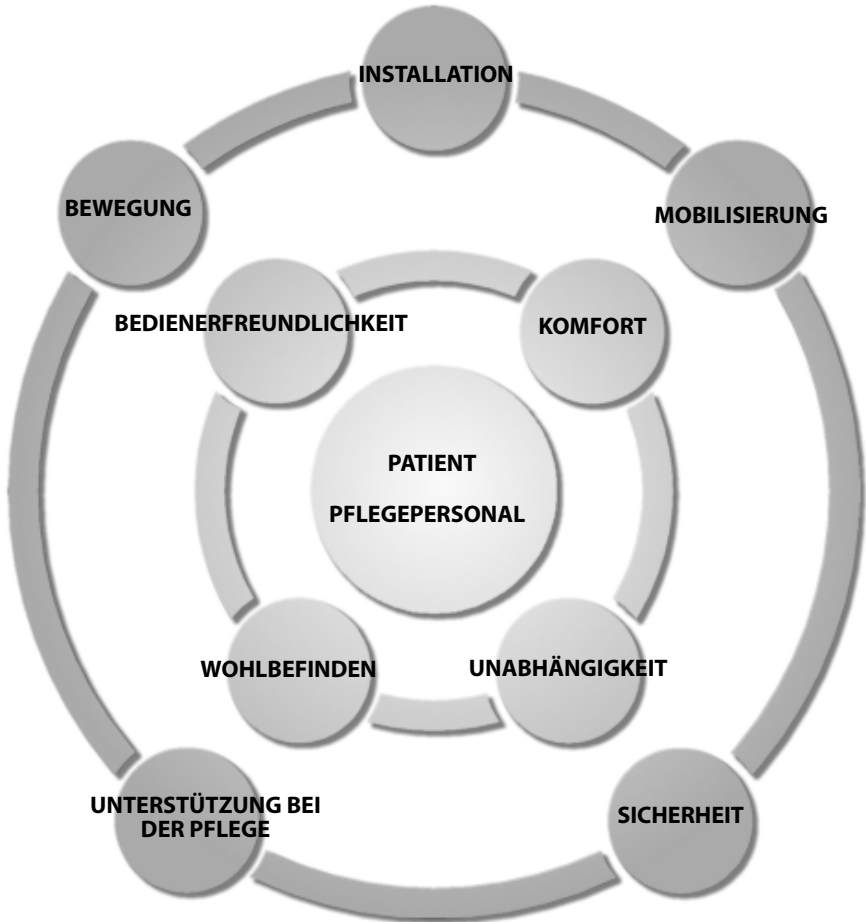 INSTALLATION
BEWEGUNG
MOBILISIERUNG
BEDIENERFREUNDLICHKEIT
KOMFORT
PATIENT
PFLEGEPERSONAL
WOHLBEFINDEN
UNABHÄNGIGKEIT
UNTERSTÜTZUNG BEI
DER PFLEGE
SICHERHEIT